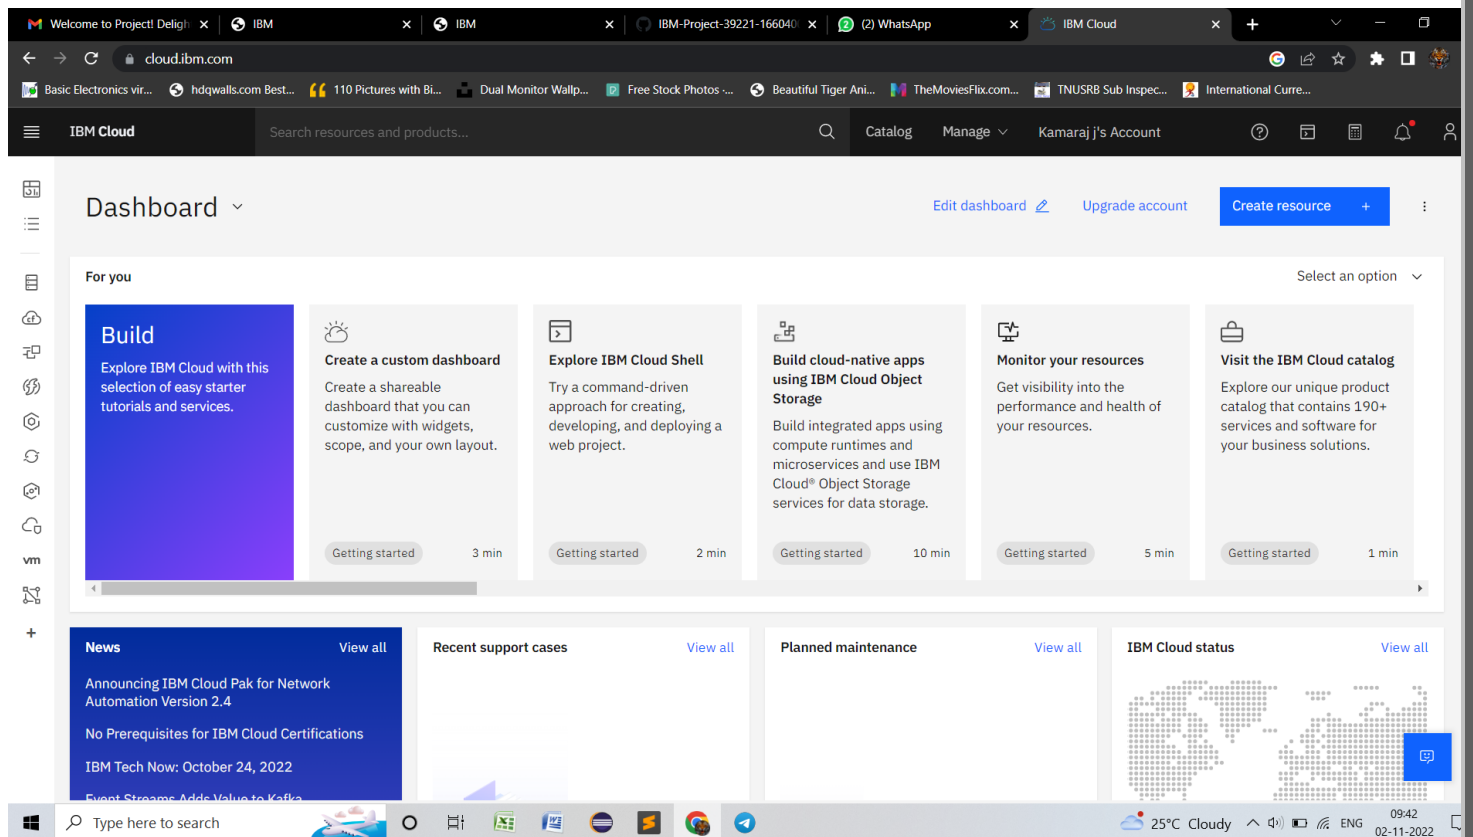 Welcome to Project! Deligh
IBM
IBM
IBM-Project-39221-166040
(2) WhatsApp
IBM Cloud
cloud.ibm.com
Basic Electronics vir...
hdqwalls.com Best...
110 Pictures with Bi...
Dual Monitor Wallp...
Free Stock Photos ·...
Beautiful Tiger Ani...
TheMoviesFlix.com...
TNUSRB Sub Inspec...
International Curre...
IBM Cloud
Search resources and products...
Catalog
Manage
Kamaraj j's Account
Dashboard
Edit dashboard
Upgrade account
Create resource +
For you
Select an option
Build
Explore IBM Cloud with this
selection of easy starter
tutorials and services.
Create a custom dashboard
Create a shareable
dashboard that you can
customize with widgets,
scope, and your own layout.
Getting started
3 min
Explore IBM Cloud Shell
Try a command-driven
approach for creating,
developing, and deploying a
web project.
Getting started
2 min
Build cloud-native apps
using IBM Cloud Object
Storage
Build integrated apps using
compute runtimes and
microservices and use IBM
Cloud® Object Storage
services for data storage.
Getting started
10 min
Monitor your resources
Get visibility into the
performance and health of
your resources.
Getting started
5 min
Visit the IBM Cloud catalog
Explore our unique product
catalog that contains 190+
services and software for
your business solutions.
Getting started
1 min
vm
News
View all
Announcing IBM Cloud Pak for Network
Automation Version 2.4
No Prerequisites for IBM Cloud Certifications
IBM Tech Now: October 24, 2022
Event Streams Adds Value to Kafka
Recent support cases
View all
Planned maintenance
View all
IBM Cloud status
View all
Type here to search
25°C Cloudy
ENG
09:42
02-11-2022